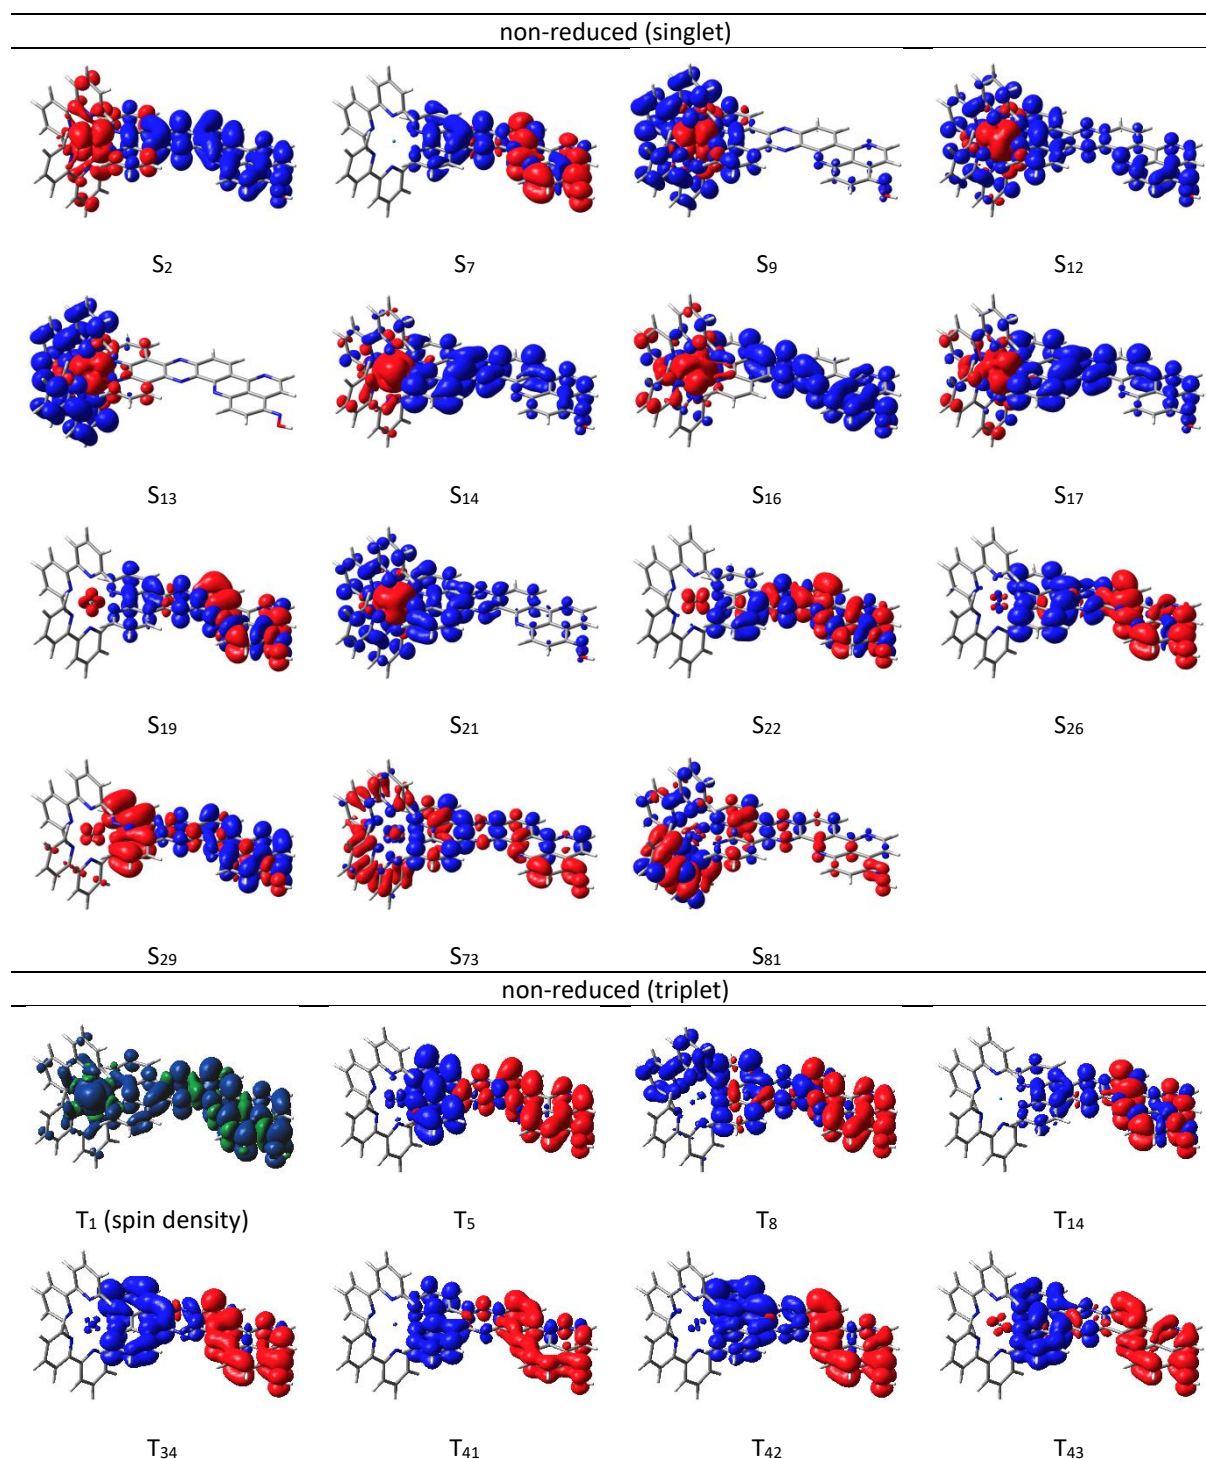 non-reduced (singlet)
S₂ S₇ S₉ S₁₂
S₁₃ S₁₄ S₁₆ S₁₇
S₁₉ S₂₁ S₂₂ S₂₆
S₂₉ S₇₃ S₈₁
non-reduced (triplet)
T₁ (spin density) T₅ T₈ T₁₄
T₃₄ T₄₁ T₄₂ T₄₃